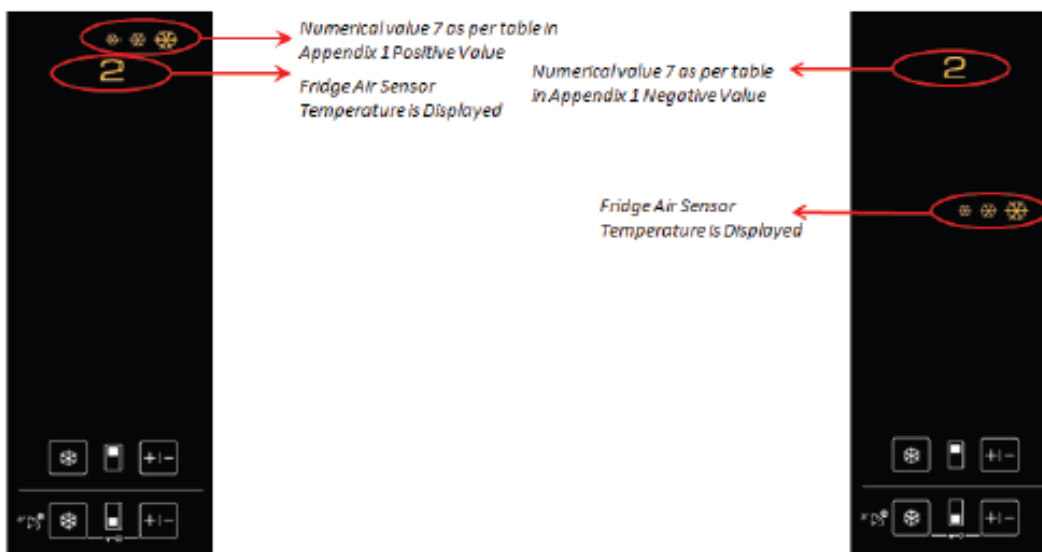 Numerical value 7 as per table in
Appendix 1 Positive Value
2
Fridge Air Sensor
Temperature is Displayed
2
Numerical value 7 as per table
in Appendix 1 Negative Value
Fridge Air Sensor
Temperature is Displayed
+|-
+|-
+|-
+|-